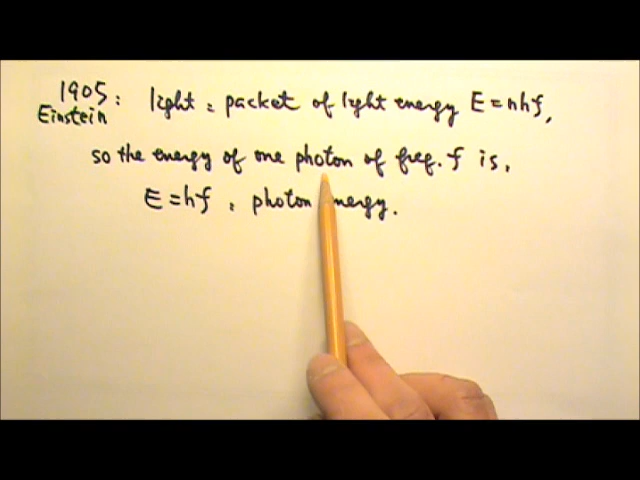 1905: light = packet of light energy E=nhf,
Einstein
so the energy of one photon of freq. f is,
E=hf = photon energy.